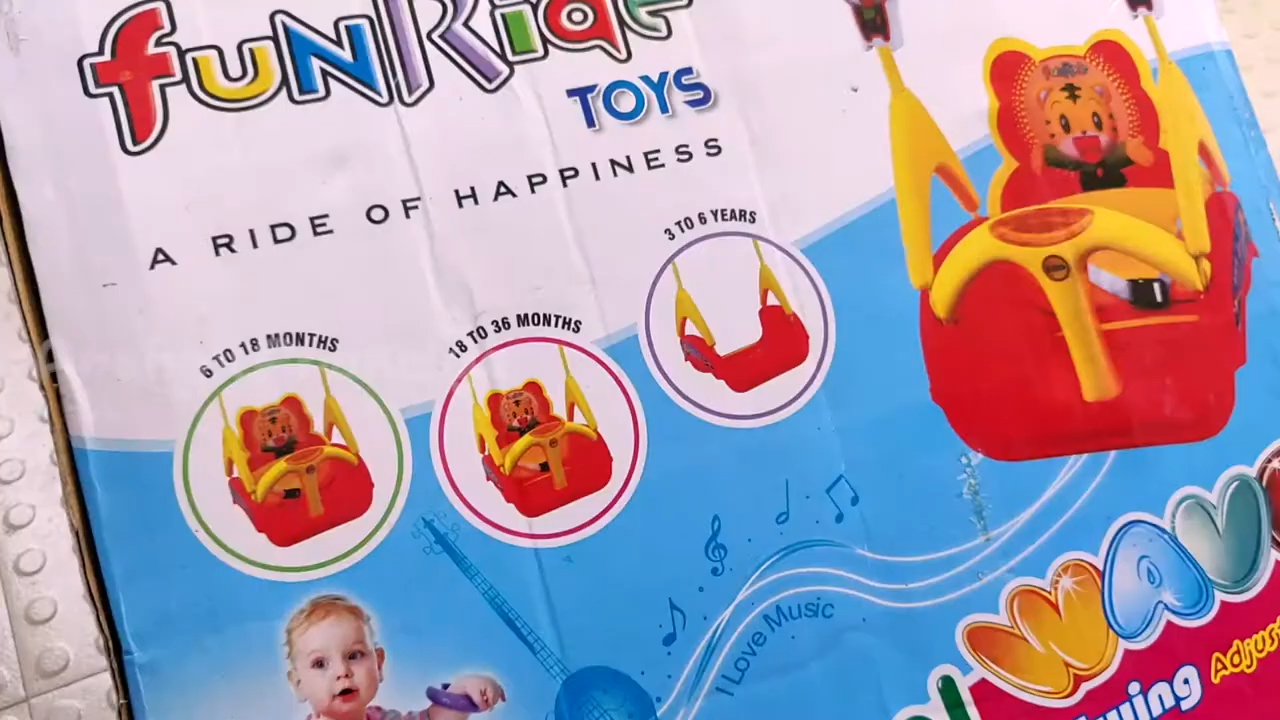 funRide
TOYS
A RIDE OF HAPPINESS
3 TO 6 YEARS
18 TO 36 MONTHS
6 TO 18 MONTHS
I Love Music